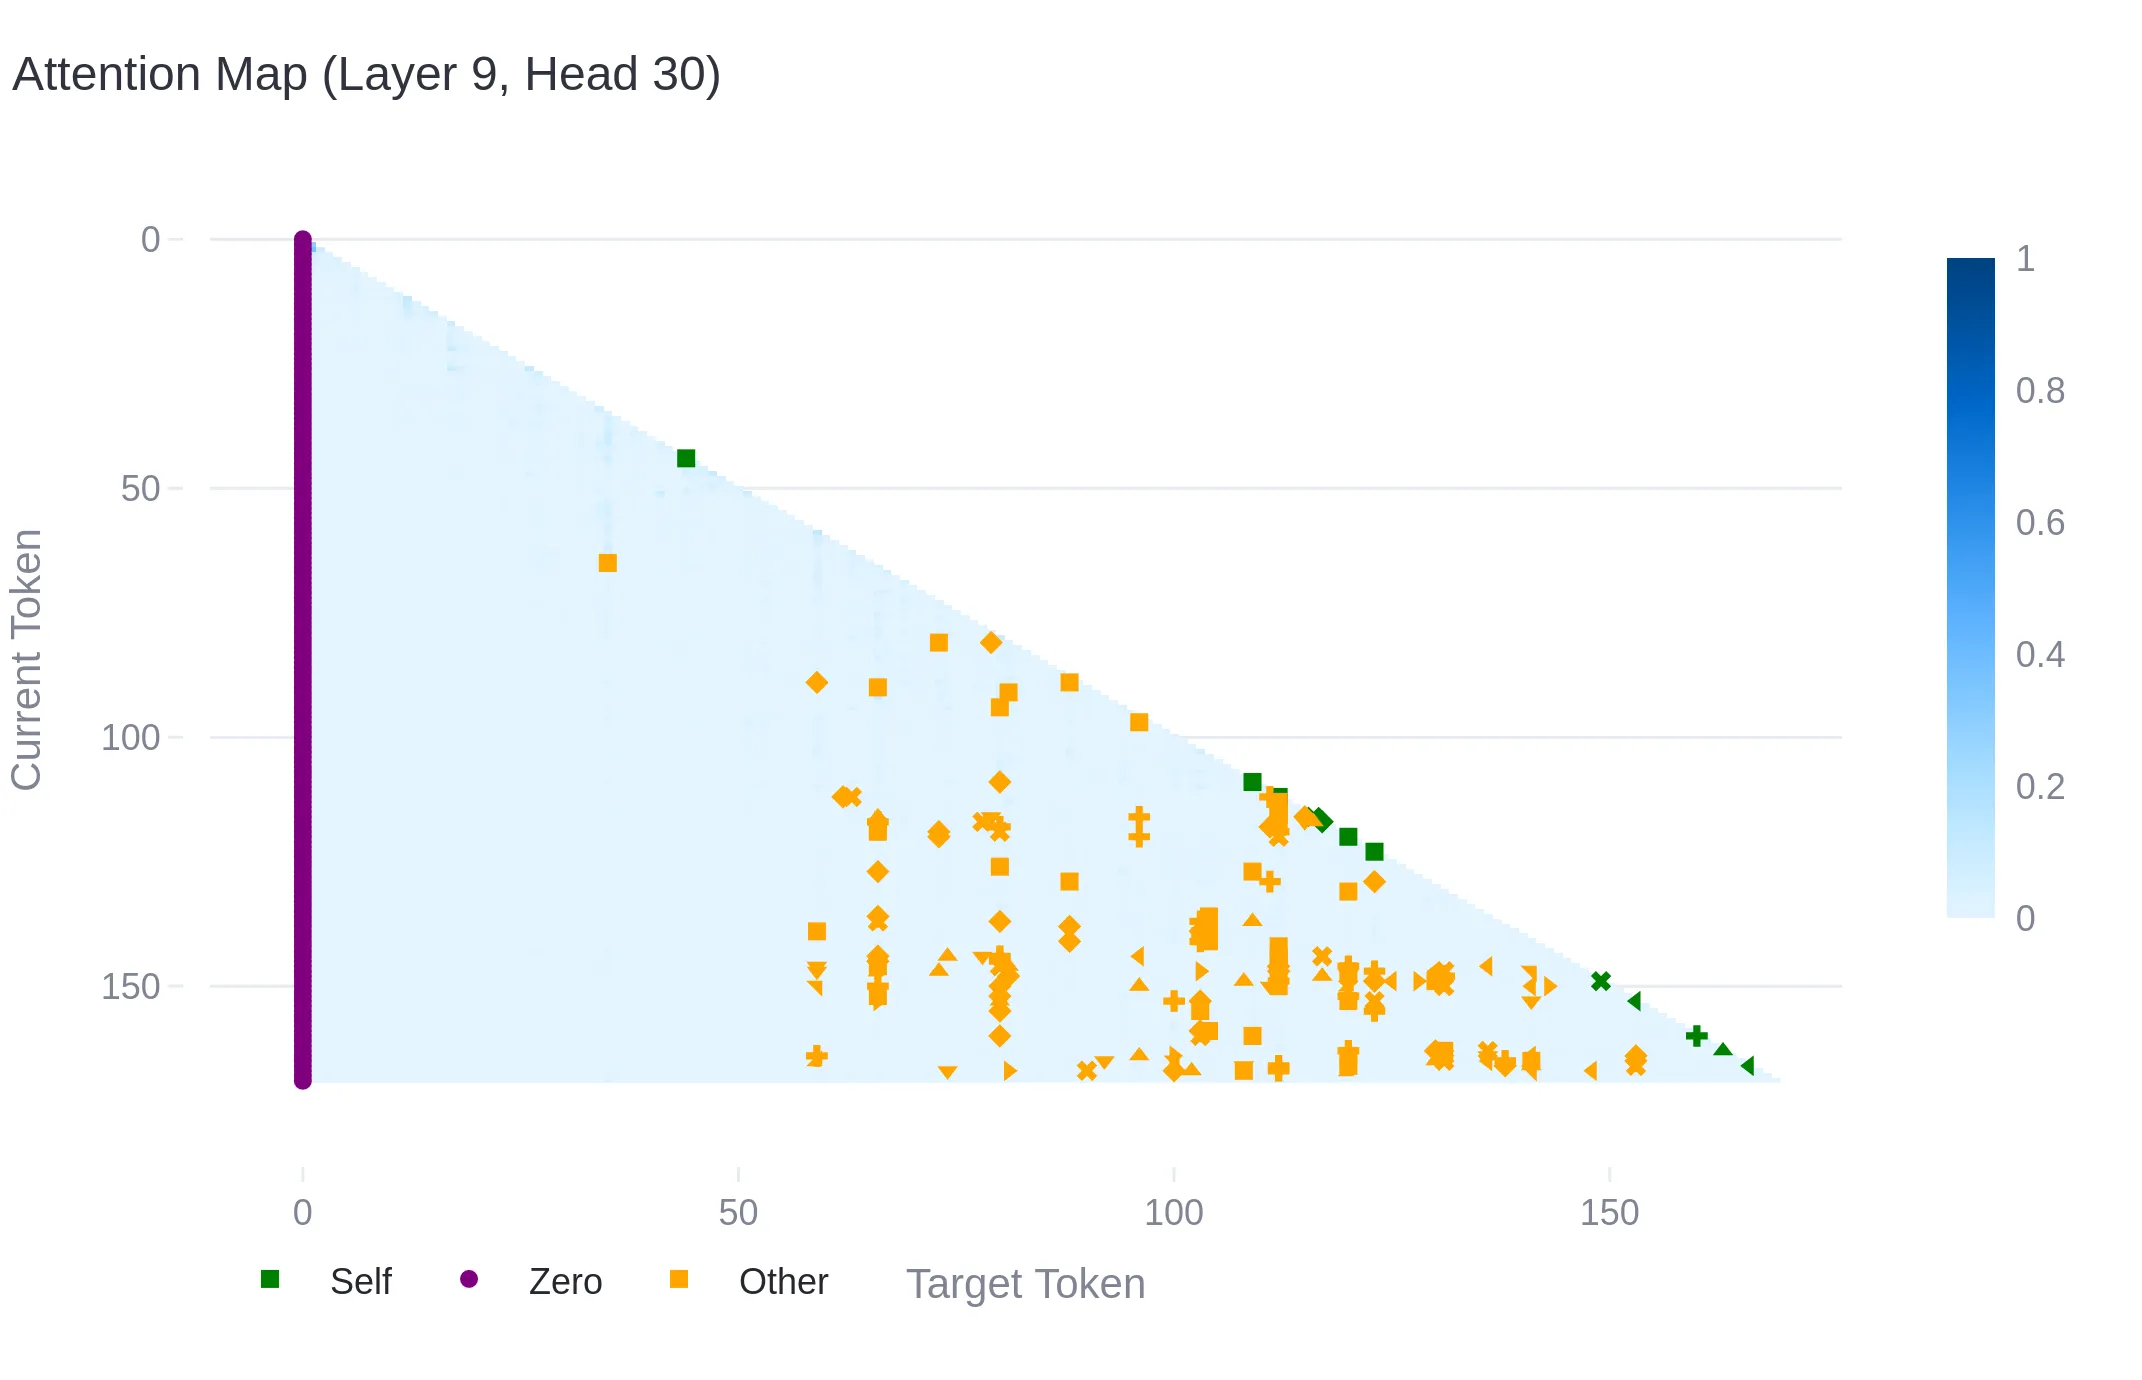 Attention Map (Layer 9, Head 30)
0
50
100
150
Current Token
1
0.8
0.6
0.4
0.2
0
0 50 100 150
Self Zero Other Target Token